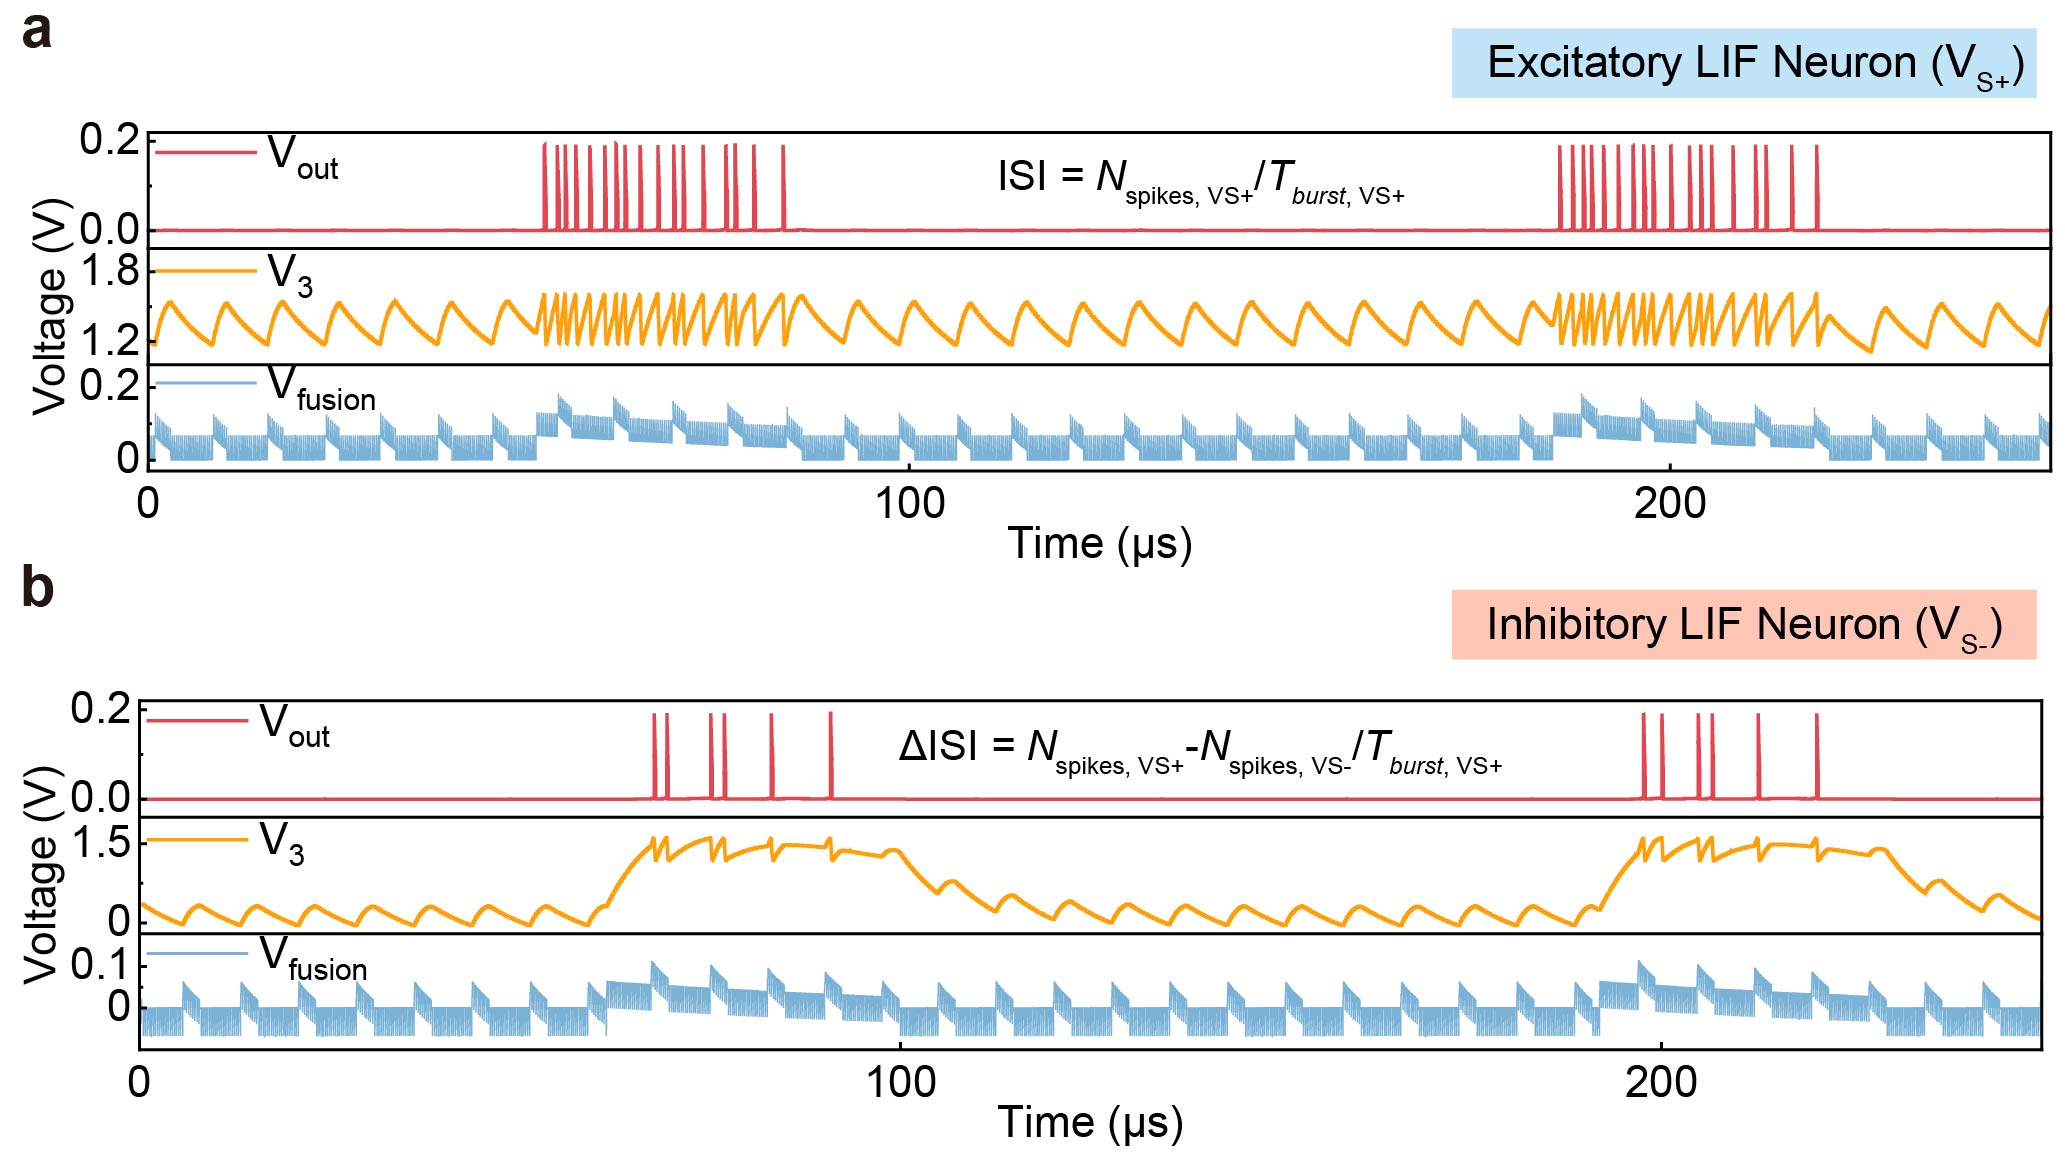 a
Excitatory LIF Neuron (VS+)
0.2
Vout
ISI = Nspikes, VS+/Tburst, VS+
0.0
1.8
V3
1.2
0.2
Vfusion
0
Voltage (V)
0 100 200
Time (µs)
b
Inhibitory LIF Neuron (VS-)
0.2
Vout
ΔISI = Nspikes, VS+-Nspikes, VS-/Tburst, VS+
0.0
1.5
V3
0
0.1
Vfusion
0
Voltage (V)
0 100 200
Time (µs)